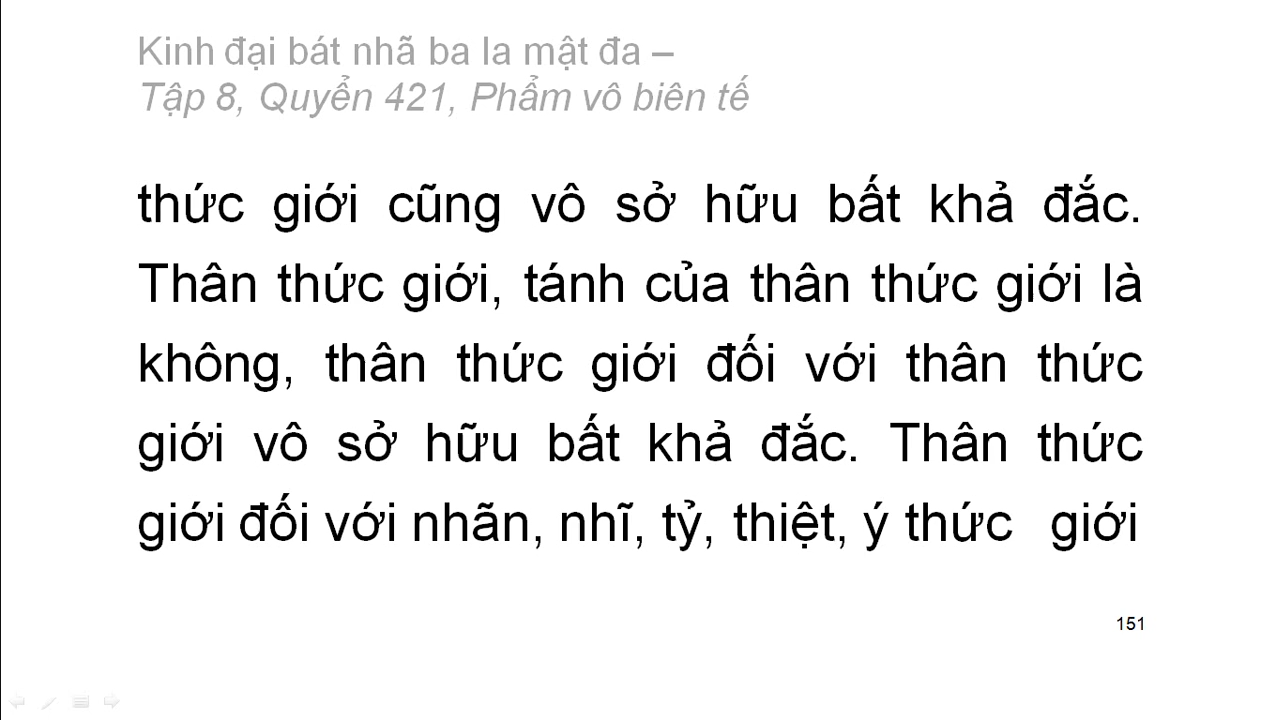 Kinh đại bát nhã ba la mật đa –
Tập 8, Quyển 421, Phẩm vô biên tế
thức giới cũng vô sở hữu bất khả đắc.
Thân thức giới, tánh của thân thức giới là
không, thân thức giới đối với thân thức
giới vô sở hữu bất khả đắc. Thân thức
giới đối với nhãn, nhĩ, tỷ, thiệt, ý thức giới
151